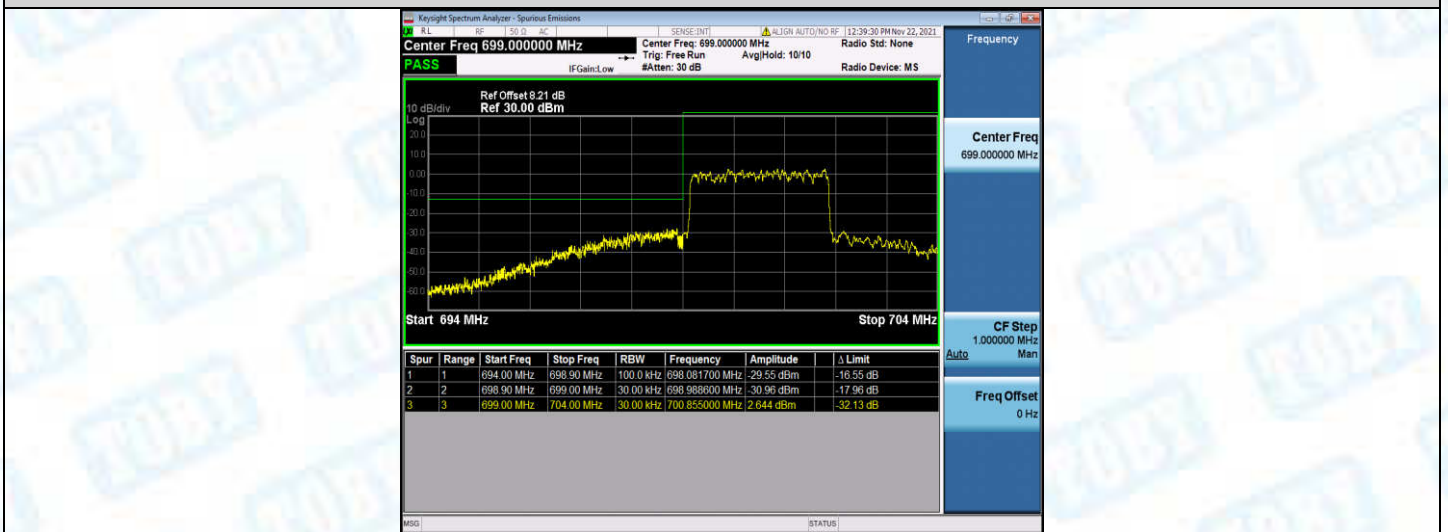 Keysight Spectrum Analyzer - Spurious Emissions
RL RF 50 Ω AC SENSE:INT ALIGN AUTO/NO RF 12:39:30 PM Nov 22, 2021
Center Freq 699.000000 MHz
Center Freq: 699.000000 MHz Radio Std: None
Trig: Free Run Avg|Hold: 10/10
PASS IFGain:Low #Atten: 30 dB Radio Device: MS
Frequency
Ref Offset 8.21 dB
10 dB/div Ref 30.00 dBm
Log
20.0
10.0
0.00
-10.0
-20.0
-30.0
-40.0
-50.0
-60.0
Start 694 MHz Stop 704 MHz
Center Freq
699.000000 MHz
CF Step
1.000000 MHz
Auto Man
Freq Offset
0 Hz
Spur Range Start Freq Stop Freq RBW Frequency Amplitude Δ Limit
1 1 694.00 MHz 698.90 MHz 100.0 kHz 698.081700 MHz -29.55 dBm -16.55 dB
2 2 698.90 MHz 699.00 MHz 30.00 kHz 698.988600 MHz -30.96 dBm -17.96 dB
3 3 699.00 MHz 704.00 MHz 30.00 kHz 700.855000 MHz 2.644 dBm -32.13 dB
MSG STATUS